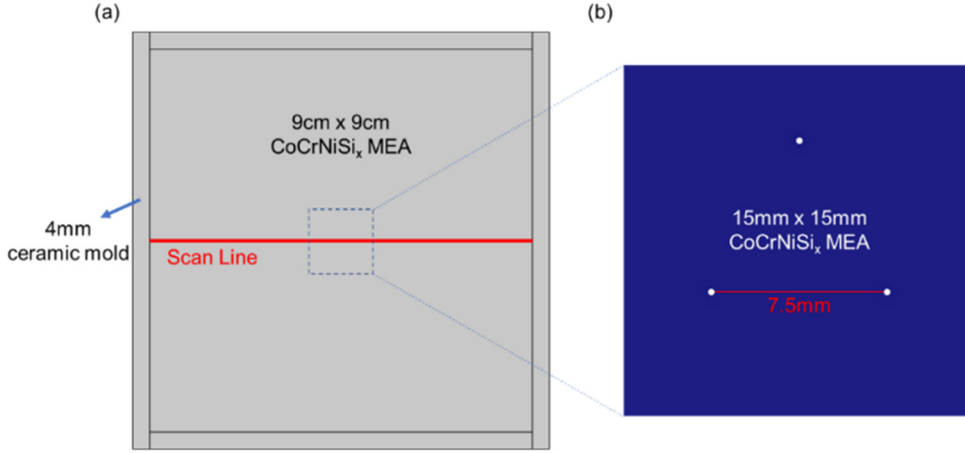 (a)
9cm x 9cm
CoCrNiSiₓ MEA
4mm
ceramic mold
Scan Line
(b)
15mm x 15mm
CoCrNiSiₓ MEA
7.5mm